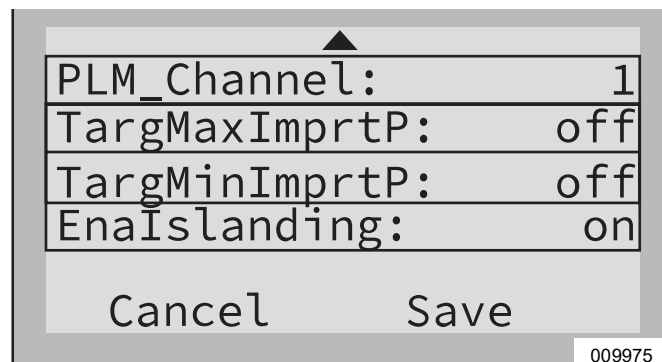 PLM_Channel: 1
TargMaxImprtP: off
TargMinImprtP: off
EnaIslanding: on
Cancel Save
009975